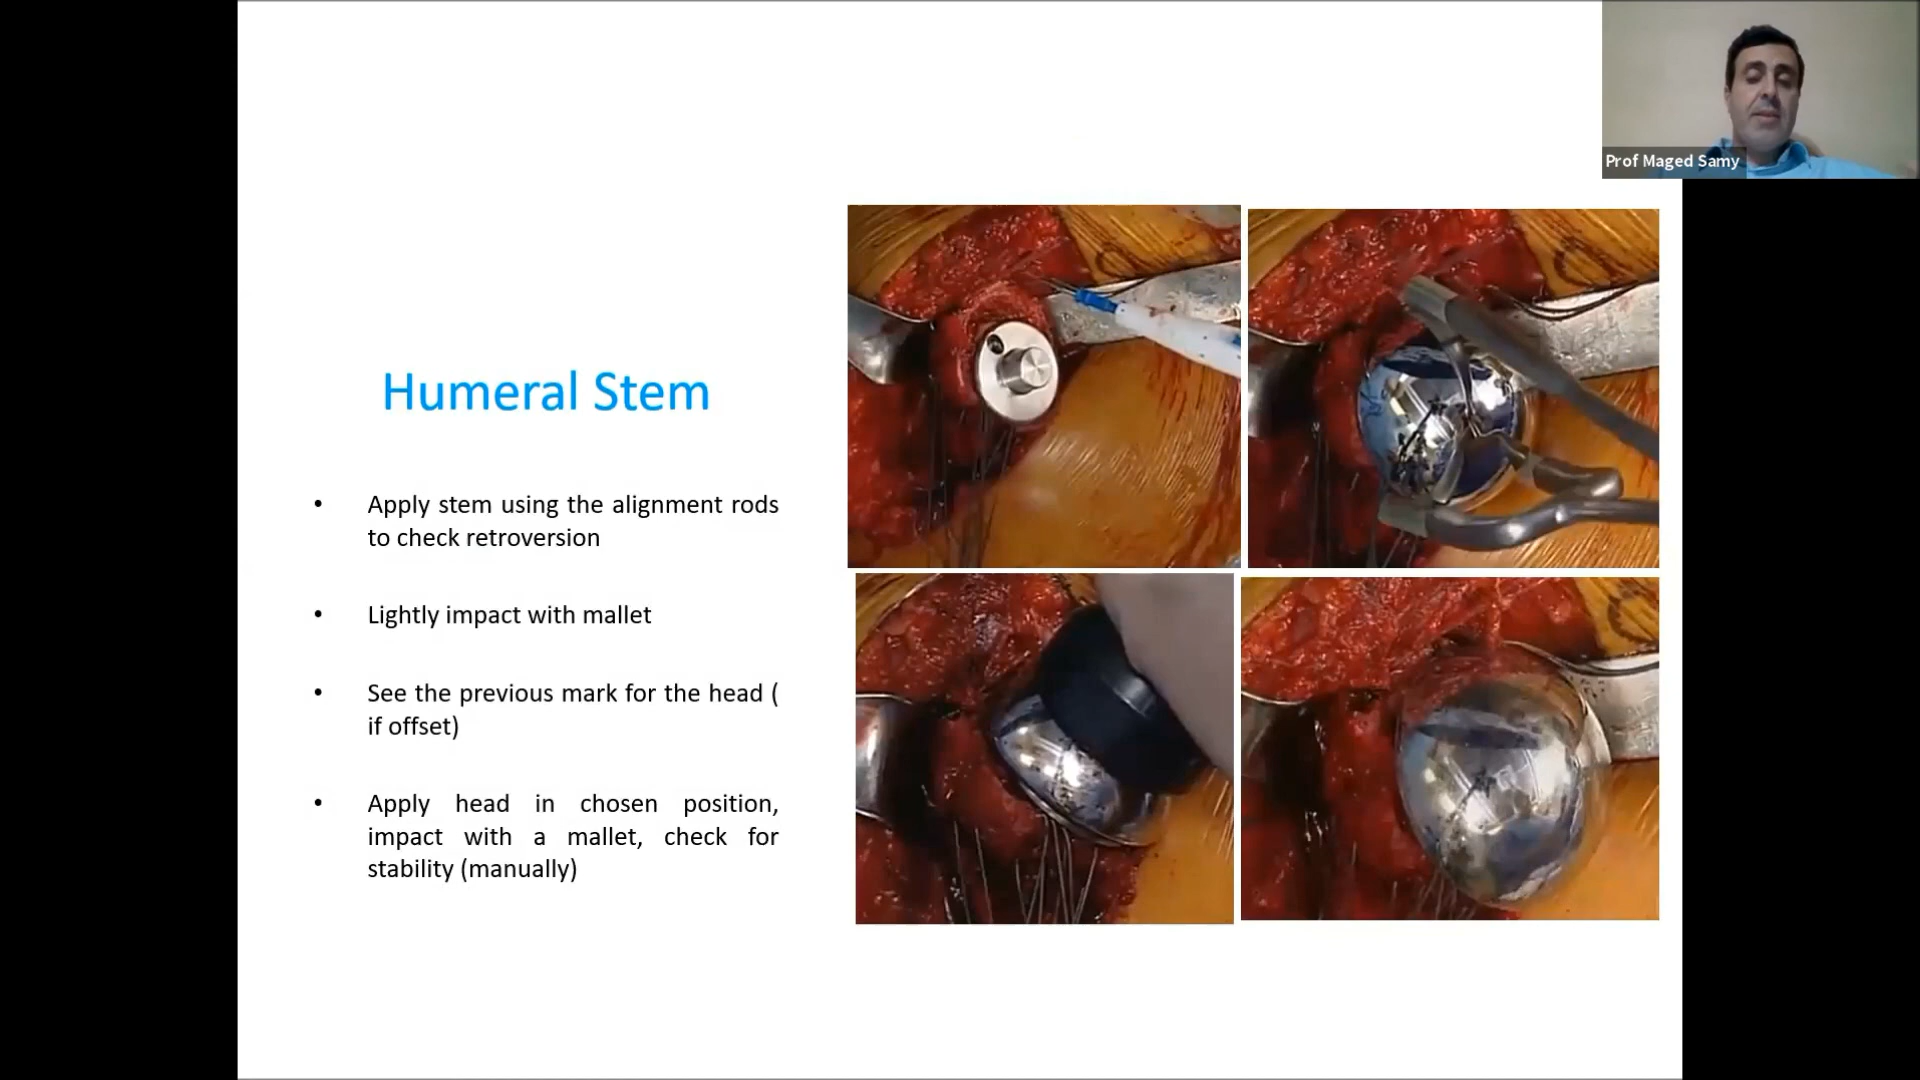 Prof Maged Samy
Humeral Stem
• Apply stem using the alignment rods
to check retroversion
• Lightly impact with mallet
• See the previous mark for the head (
if offset)
• Apply head in chosen position,
impact with a mallet, check for
stability (manually)